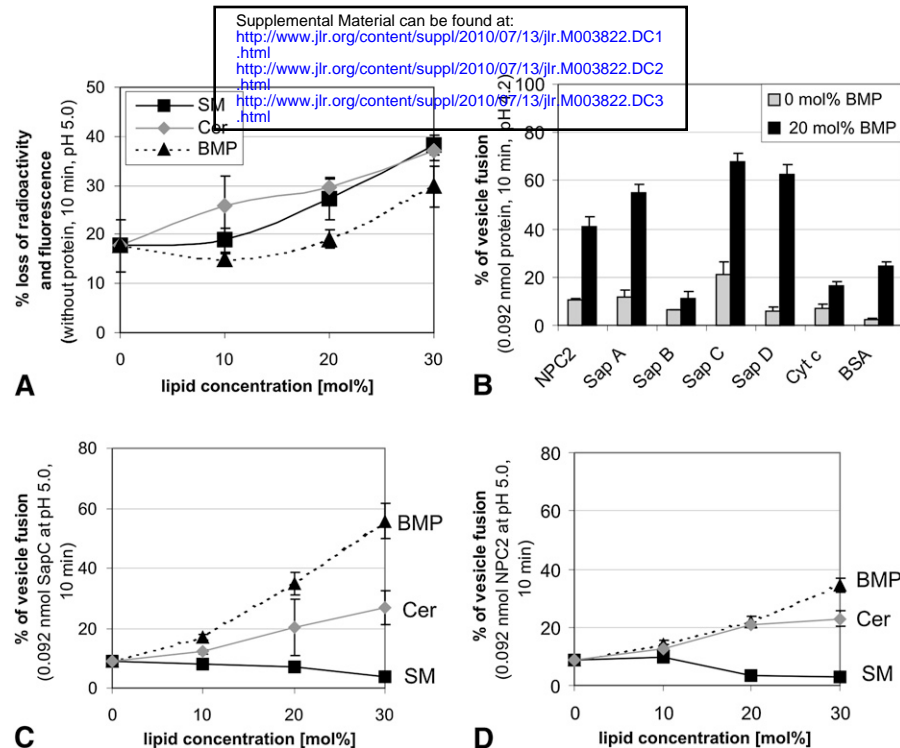 Supplemental Material can be found at:
http://www.jlr.org/content/suppl/2010/07/13/jlr.M003822.DC1
.html
http://www.jlr.org/content/suppl/2010/07/13/jlr.M003822.DC2
.html
http://www.jlr.org/content/suppl/2010/07/13/jlr.M003822.DC3
.html
% loss of radioactivity
and fluorescence
(without protein, 10 min, pH 5.0)
50
40
30
20
10
0
SM
Cer
BMP
0 10 20 30
lipid concentration [mol%]
A
% of vesicle fusion
(0.092 nmol protein, 10 min, pH 4.2)
100
80
60
40
20
0
0 mol% BMP
20 mol% BMP
NPC2 Sap A Sap B Sap C Sap D Cyt c BSA
B
% of vesicle fusion
(0.092 nmol SapC at pH 5.0,
10 min)
80
60
40
20
0
BMP
Cer
SM
0 10 20 30
lipid concentration [mol%]
C
% of vesicle fusion
(0.092 nmol NPC2 at pH 5.0,
10 min)
80
60
40
20
0
BMP
Cer
SM
0 10 20 30
lipid concentration [mol%]
D